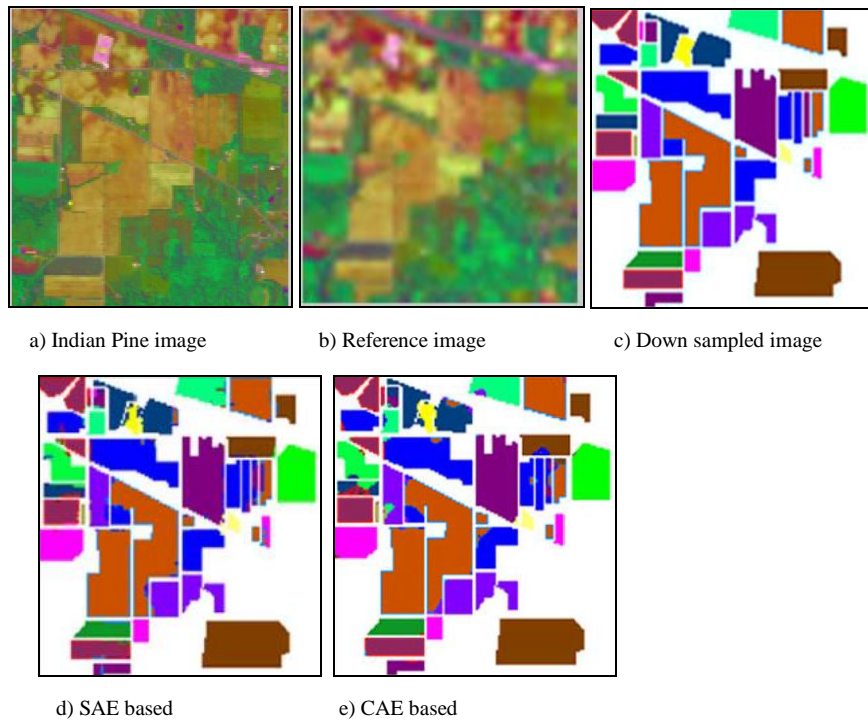 a) Indian Pine image
b) Reference image
c) Down sampled image
d) SAE based
e) CAE based